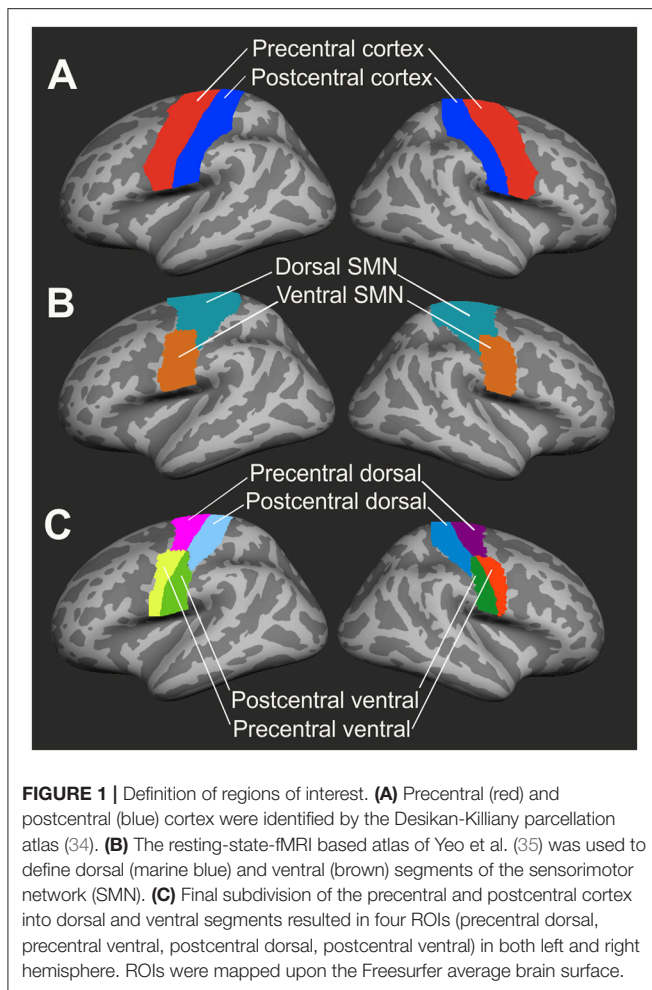 A
Precentral cortex
Postcentral cortex
B
Dorsal SMN
Ventral SMN
C
Precentral dorsal
Postcentral dorsal
Postcentral ventral
Precentral ventral
FIGURE 1 | Definition of regions of interest. (A) Precentral (red) and
postcentral (blue) cortex were identified by the Desikan-Killiany parcellation
atlas (34). (B) The resting-state-fMRI based atlas of Yeo et al. (35) was used to
define dorsal (marine blue) and ventral (brown) segments of the sensorimotor
network (SMN). (C) Final subdivision of the precentral and postcentral cortex
into dorsal and ventral segments resulted in four ROIs (precentral dorsal,
precentral ventral, postcentral dorsal, postcentral ventral) in both left and right
hemisphere. ROIs were mapped upon the Freesurfer average brain surface.